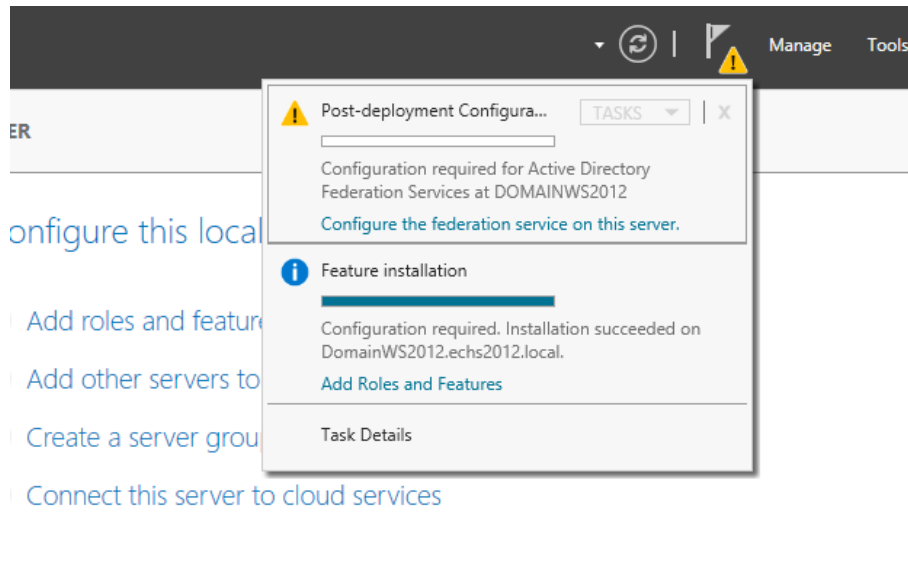 Manage Tools
Post-deployment Configura... TASKS X
ER
Configuration required for Active Directory
Federation Services at DOMAINWS2012
Configure the federation service on this server.
onfigure this local
Feature installation
Add roles and feature
Configuration required. Installation succeeded on
DomainWS2012.echs2012.local.
Add other servers to
Add Roles and Features
Create a server grou
Task Details
Connect this server to cloud services